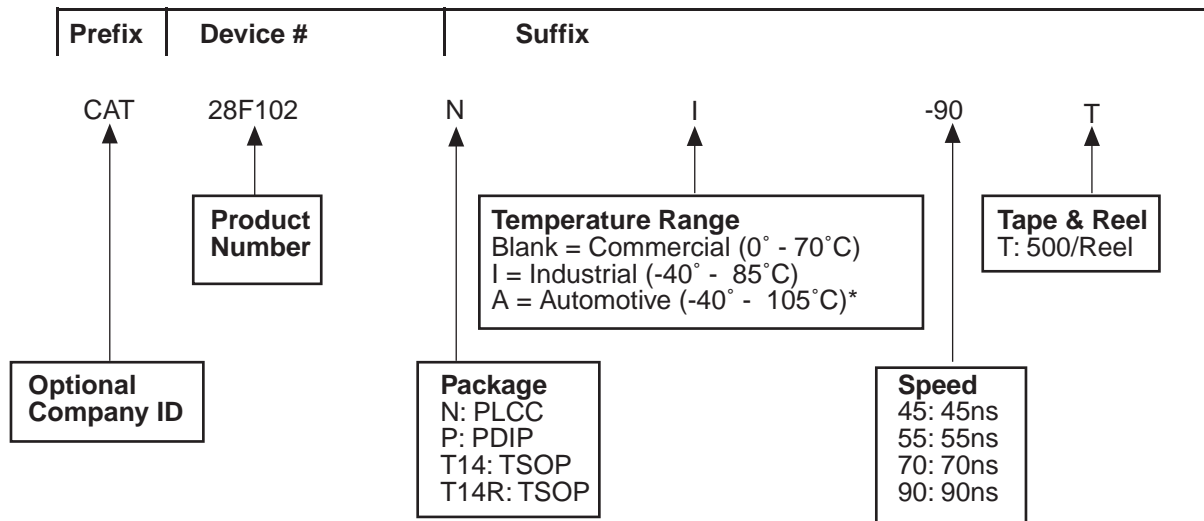 Prefix Device # Suffix
CAT 28F102 N I -90 T
Product
Number
Temperature Range
Blank = Commercial (0˚ - 70˚C)
I = Industrial (-40˚ - 85˚C)
A = Automotive (-40˚ - 105˚C)*
Tape & Reel
T: 500/Reel
Optional
Company ID
Package
N: PLCC
P: PDIP
T14: TSOP
T14R: TSOP
Speed
45: 45ns
55: 55ns
70: 70ns
90: 90ns